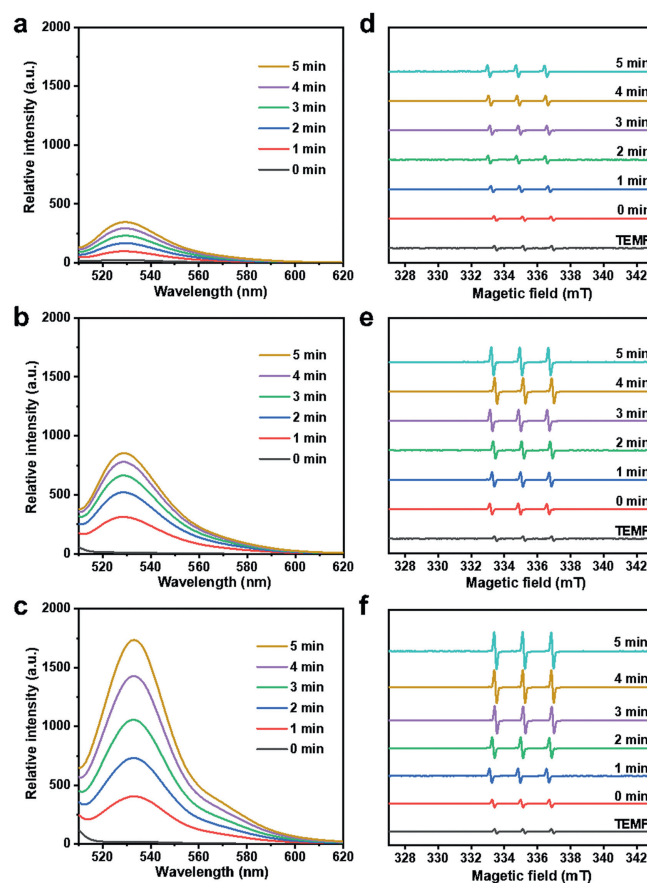 a
2000
1500
1000
500
0
Relative intensity (a.u.)
5 min
4 min
3 min
2 min
1 min
0 min
520 540 560 580 600 620
Wavelength (nm)
d
5 min
4 min
3 min
2 min
1 min
0 min
TEMP
328 330 332 334 336 338 340 342
Magetic field (mT)
b
2000
1500
1000
500
0
Relative intensity (a.u.)
5 min
4 min
3 min
2 min
1 min
0 min
520 540 560 580 600 620
Wavelength (nm)
e
5 min
4 min
3 min
2 min
1 min
0 min
TEMP
328 330 332 334 336 338 340 342
Magetic field (mT)
c
2000
1500
1000
500
0
Relative intensity (a.u.)
5 min
4 min
3 min
2 min
1 min
0 min
520 540 560 580 600 620
Wavelength (nm)
f
5 min
4 min
3 min
2 min
1 min
0 min
TEMP
328 330 332 334 336 338 340 342
Magetic field (mT)